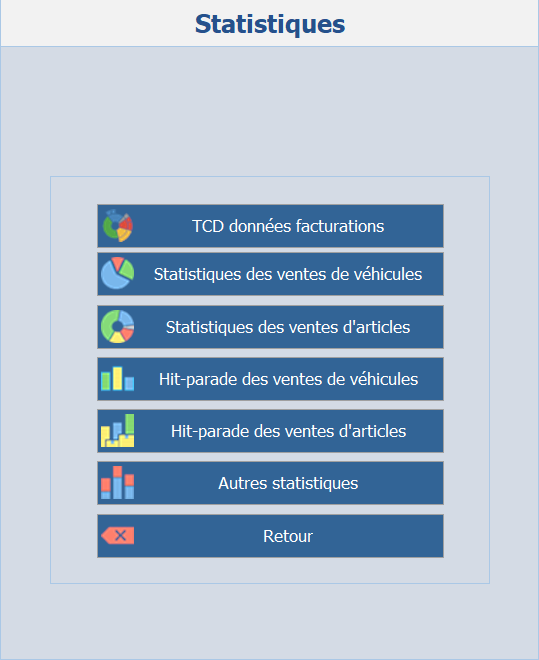 Statistiques
TCD données facturations
Statistiques des ventes de véhicules
Statistiques des ventes d'articles
Hit-parade des ventes de véhicules
Hit-parade des ventes d'articles
Autres statistiques
Retour